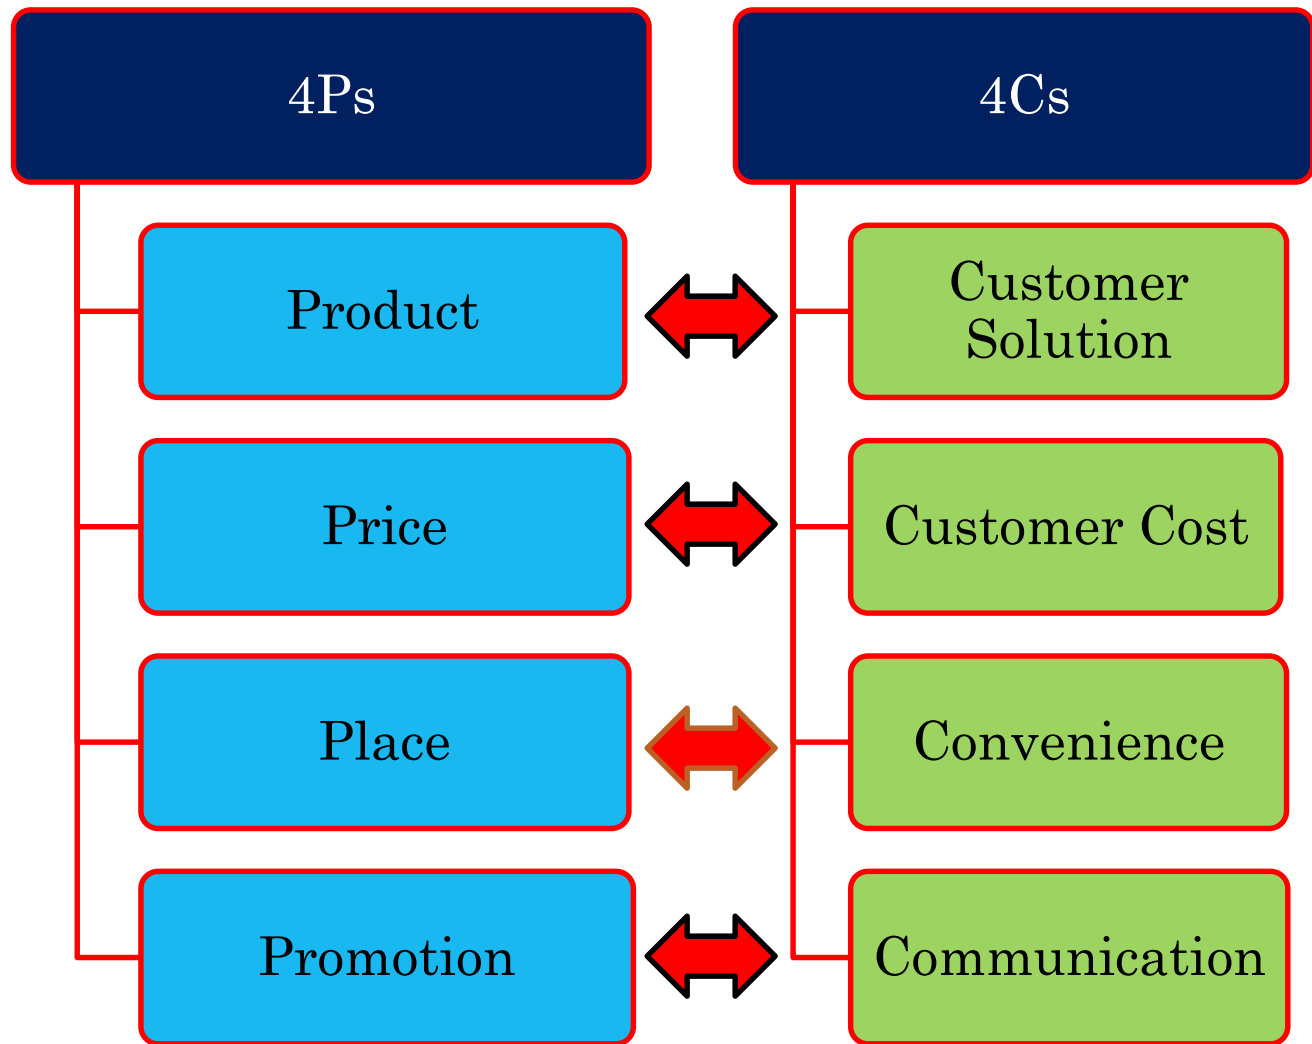 4Ps
4Cs
Product
Customer
Solution
Price
Customer Cost
Place
Convenience
Promotion
Communication